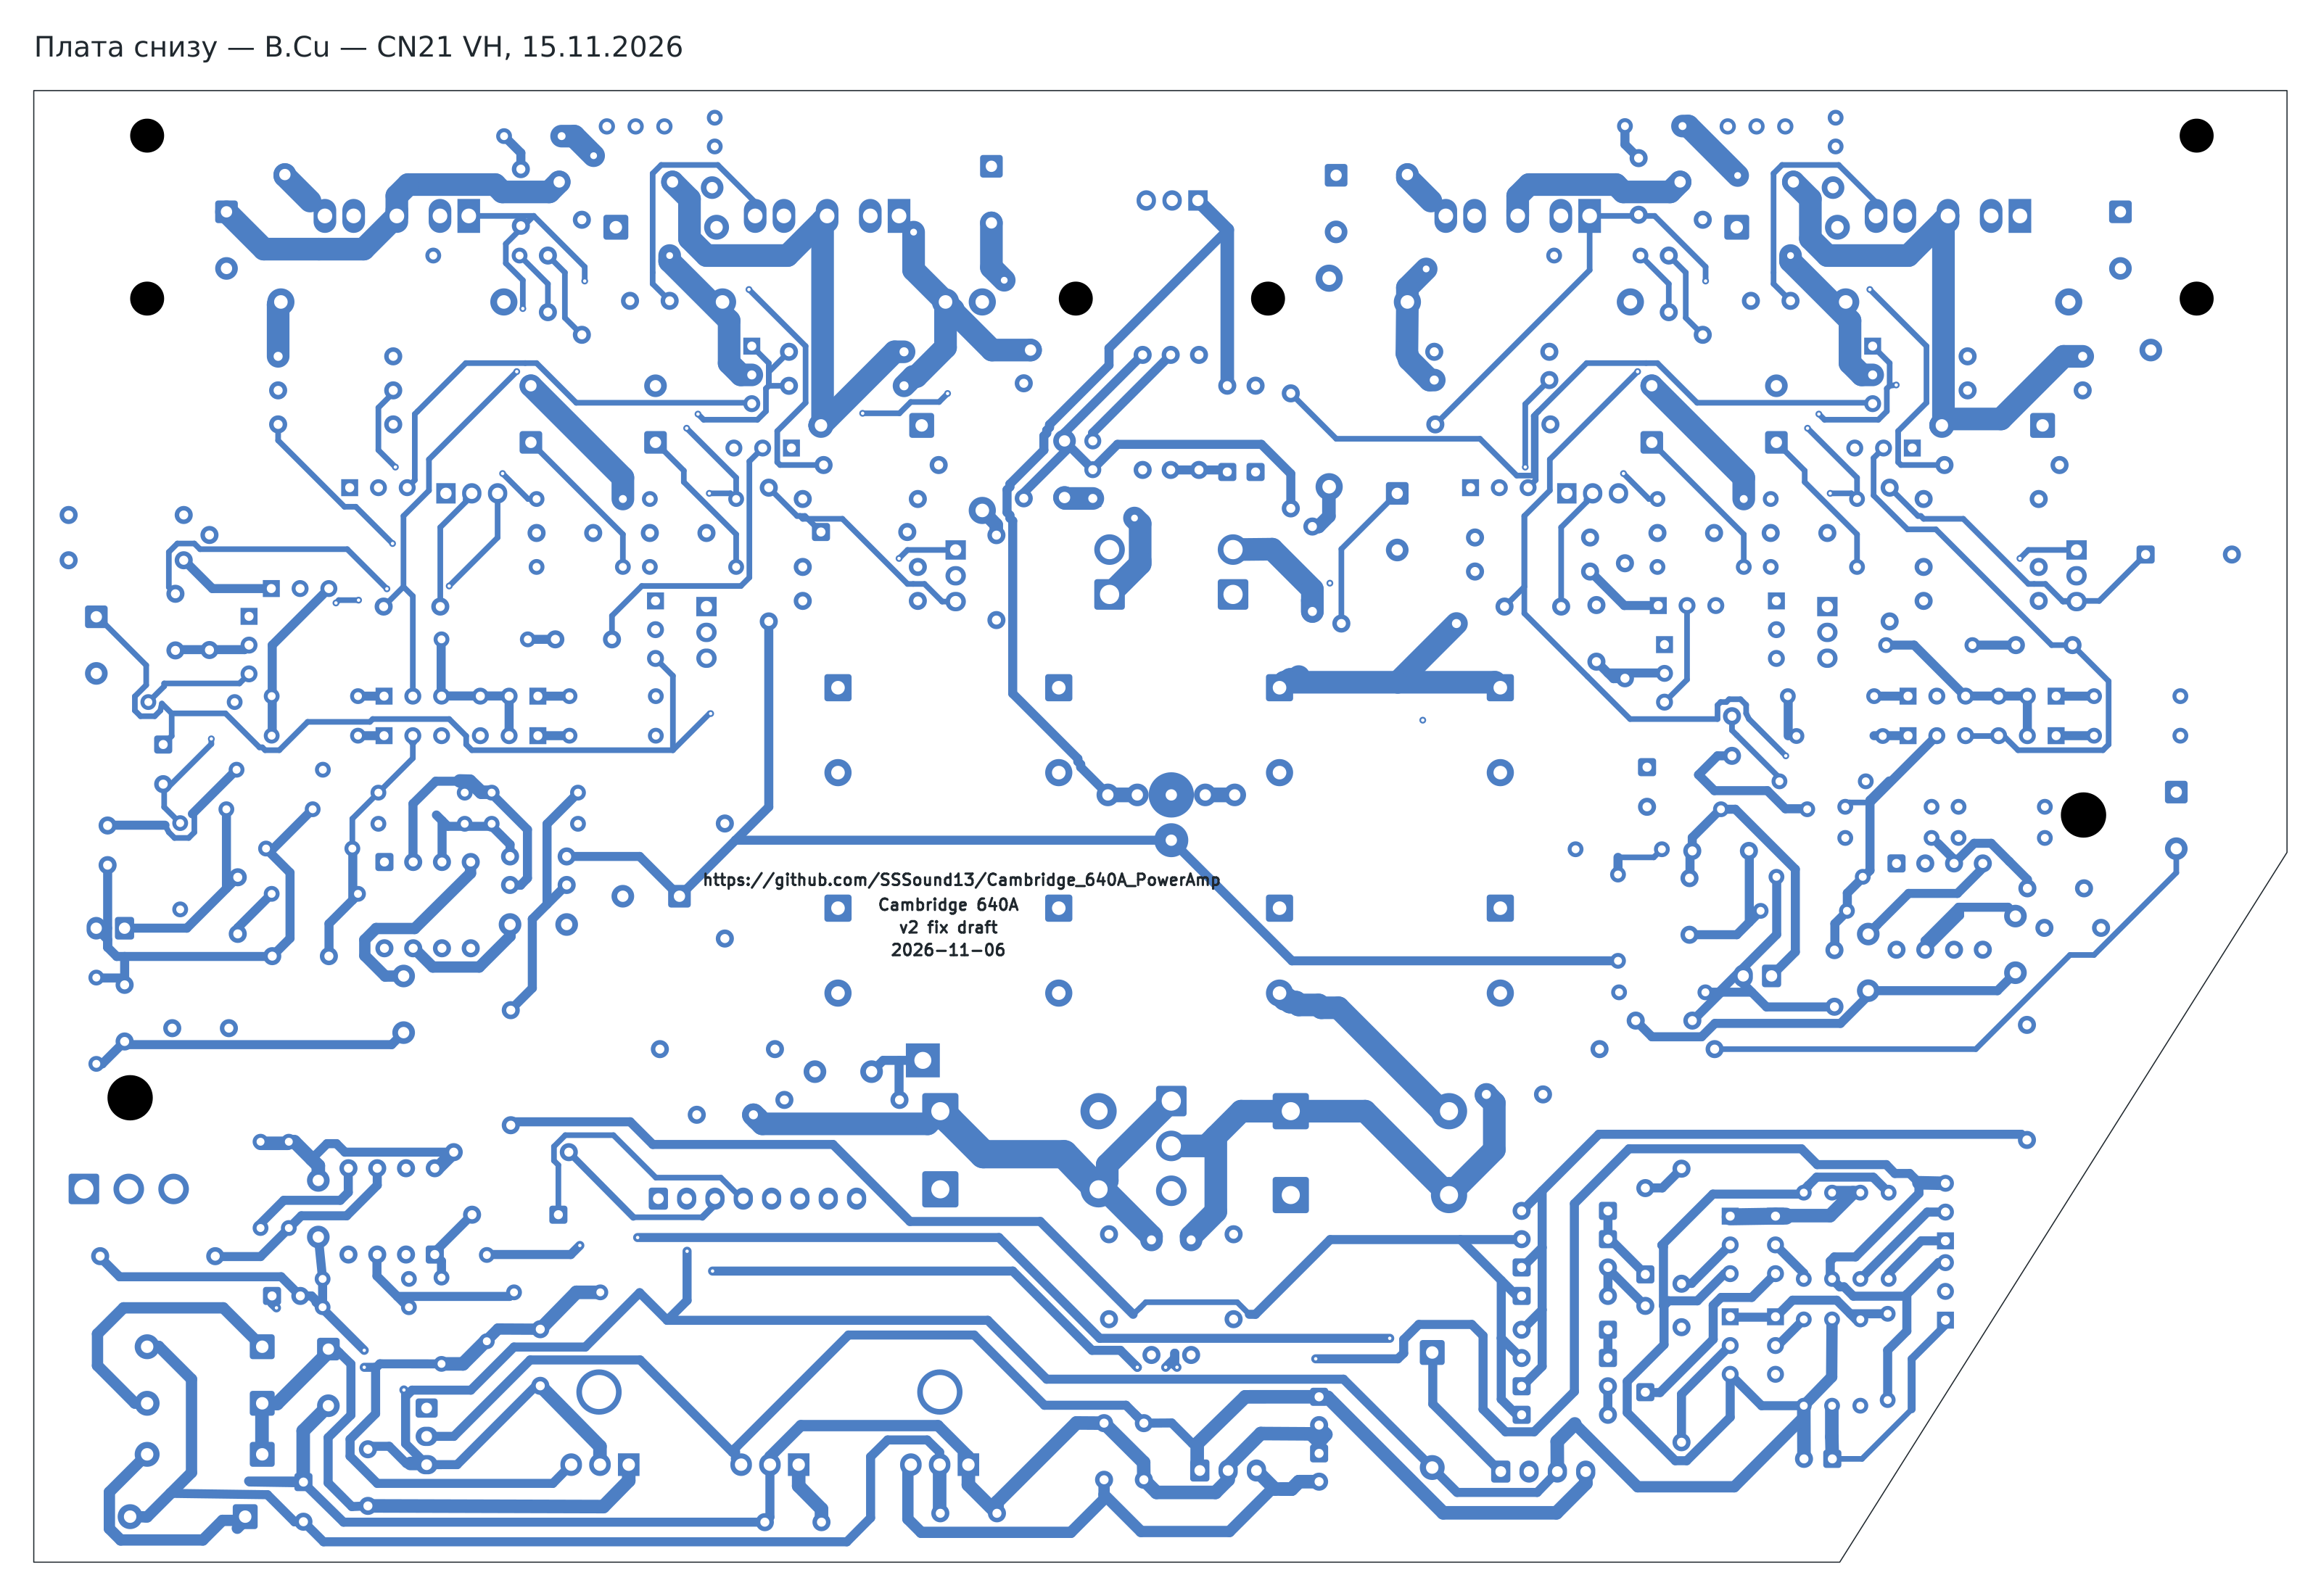 Плата снизу — B.Cu — CN21 VH, 15.11.2026
https://github.com/SSSound13/Cambridge_640A_PowerAmp
Cambridge 640A
v2 fix draft
2026-11-06